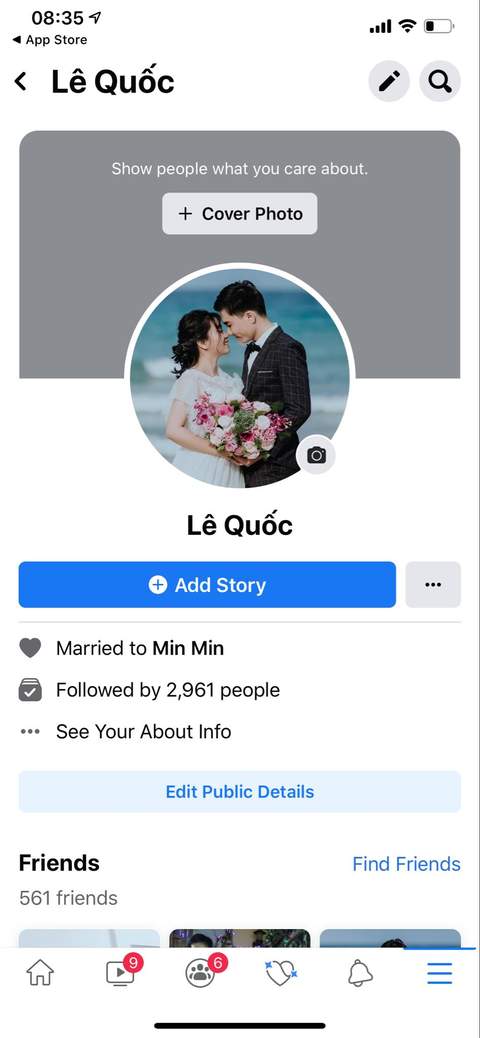 08:35
App Store
Lê Quốc
Show people what you care about.
+ Cover Photo
Lê Quốc
Add Story
Married to Min Min
Followed by 2,961 people
See Your About Info
Edit Public Details
Friends
Find Friends
561 friends
9
6